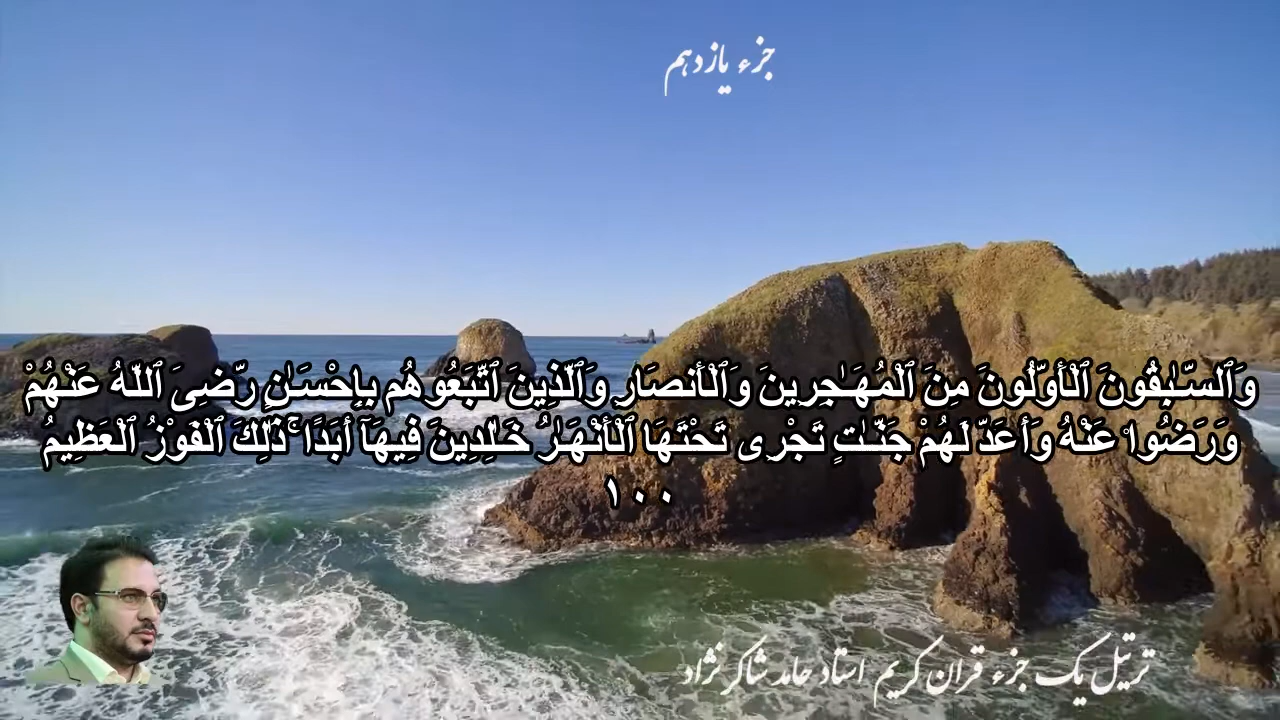 جزء یازدهم
وَٱلسَّـٰبِقُونَ ٱلْأَوَّلُونَ مِنَ ٱلْمُهَـٰجِرِينَ وَٱلْأَنصَارِ وَٱلَّذِينَ ٱتَّبَعُوهُم بِإِحْسَـٰنٍ رَّضِىَ ٱللَّهُ عَنْهُمْ
وَرَضُوا۟ عَنْهُ وَأَعَدَّ لَهُمْ جَنَّـٰتٍ تَجْرِى تَحْتَهَا ٱلْأَنْهَـٰرُ خَـٰلِدِينَ فِيهَآ أَبَدًا ۚ ذَٰلِكَ ٱلْفَوْزُ ٱلْعَظِيمُ
١٠٠
ترتیل یک جزء قران کریم استاد حامد شاکرنژاد